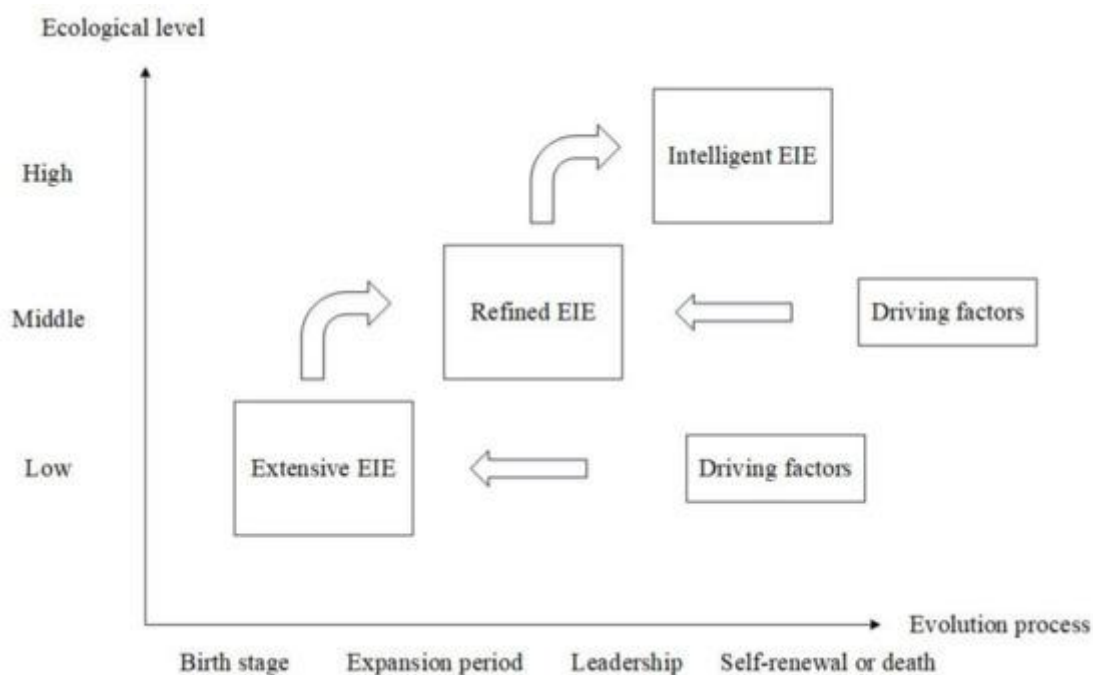 Ecological level
High
Intelligent EIE
Middle
Refined EIE
Driving factors
Low
Extensive EIE
Driving factors
Evolution process
Birth stage
Expansion period
Leadership
Self-renewal or death